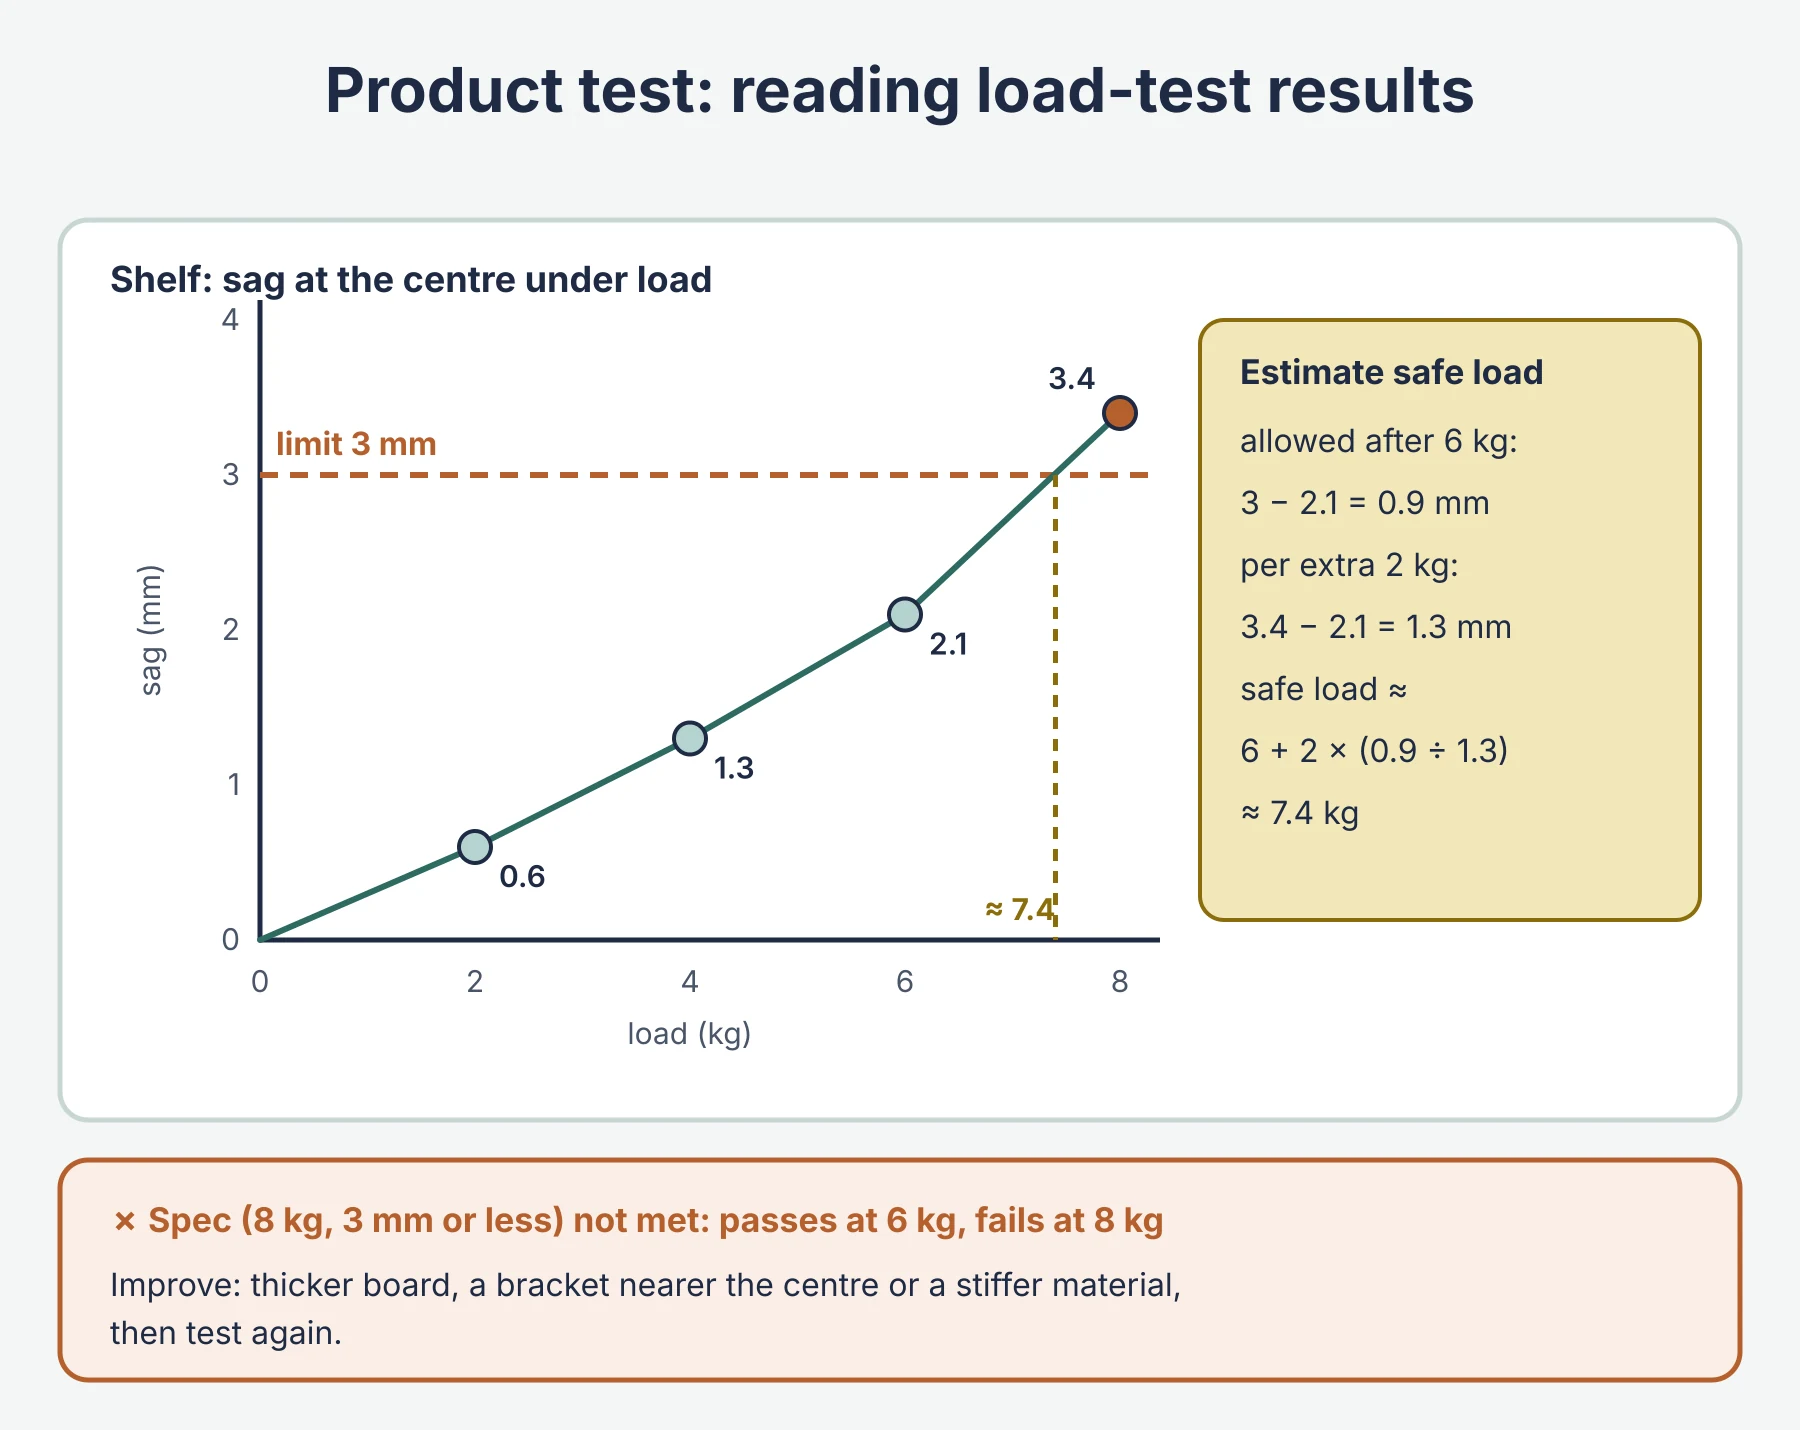 Product test: reading load-test results
Shelf: sag at the centre under load
4
3
2
1
0
sag (mm)
limit 3 mm
3.4
2.1
1.3
0.6
≈ 7.4
0 2 4 6 8
load (kg)
Estimate safe load
allowed after 6 kg:
3 − 2.1 = 0.9 mm
per extra 2 kg:
3.4 − 2.1 = 1.3 mm
safe load ≈
6 + 2 × (0.9 ÷ 1.3)
≈ 7.4 kg
× Spec (8 kg, 3 mm or less) not met: passes at 6 kg, fails at 8 kg
Improve: thicker board, a bracket nearer the centre or a stiffer material,
then test again.